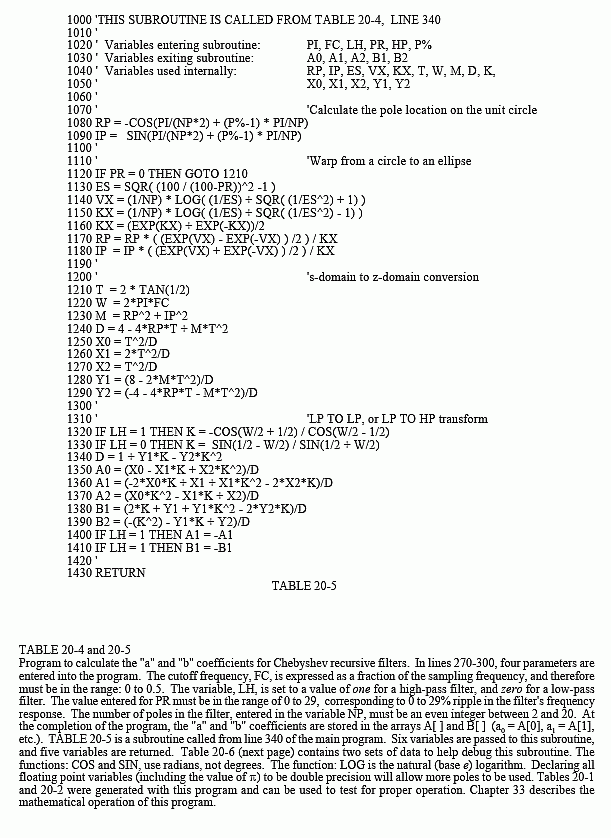 1000 'THIS SUBROUTINE IS CALLED FROM TABLE 20-4, LINE 340
1010 '
1020 ' Variables entering subroutine: PI, FC, LH, PR, HP, P%
1030 ' Variables exiting subroutine: A0, A1, A2, B1, B2
1040 ' Variables used internally: RP, IP, ES, VX, KX, T, W, M, D, K,
1050 ' X0, X1, X2, Y1, Y2
1060 '
1070 ' 'Calculate the pole location on the unit circle
1080 RP = -COS(PI/(NP*2) + (P%-1) * PI/NP)
1090 IP = SIN(PI/(NP*2) + (P%-1) * PI/NP)
1100 '
1110 ' 'Warp from a circle to an ellipse
1120 IF PR = 0 THEN GOTO 1210
1130 ES = SQR( (100 / (100-PR))^2 -1 )
1140 VX = (1/NP) * LOG( (1/ES) + SQR( (1/ES^2) + 1) )
1150 KX = (1/NP) * LOG( (1/ES) + SQR( (1/ES^2) - 1) )
1160 KX = (EXP(KX) + EXP(-KX))/2
1170 RP = RP * ( (EXP(VX) - EXP(-VX) ) /2 ) / KX
1180 IP = IP * ( (EXP(VX) + EXP(-VX) ) /2 ) / KX
1190 '
1200 ' 's-domain to z-domain conversion
1210 T = 2 * TAN(1/2)
1220 W = 2*PI*FC
1230 M = RP^2 + IP^2
1240 D = 4 - 4*RP*T + M*T^2
1250 X0 = T^2/D
1260 X1 = 2*T^2/D
1270 X2 = T^2/D
1280 Y1 = (8 - 2*M*T^2)/D
1290 Y2 = (-4 - 4*RP*T - M*T^2)/D
1300 '
1310 ' 'LP TO LP, or LP TO HP transform
1320 IF LH = 1 THEN K = -COS(W/2 + 1/2) / COS(W/2 - 1/2)
1330 IF LH = 0 THEN K = SIN(1/2 - W/2) / SIN(1/2 + W/2)
1340 D = 1 + Y1*K - Y2*K^2
1350 A0 = (X0 - X1*K + X2*K^2)/D
1360 A1 = (-2*X0*K + X1 + X1*K^2 - 2*X2*K)/D
1370 A2 = (X0*K^2 - X1*K + X2)/D
1380 B1 = (2*K + Y1 + Y1*K^2 - 2*Y2*K)/D
1390 B2 = (-(K^2) - Y1*K + Y2)/D
1400 IF LH = 1 THEN A1 = -A1
1410 IF LH = 1 THEN B1 = -B1
1420 '
1430 RETURN
TABLE 20-5
TABLE 20-4 and 20-5
Program to calculate the "a" and "b" coefficients for Chebyshev recursive filters. In lines 270-300, four parameters are
entered into the program. The cutoff frequency, FC, is expressed as a fraction of the sampling frequency, and therefore
must be in the range: 0 to 0.5. The variable, LH, is set to a value of one for a high-pass filter, and zero for a low-pass
filter. The value entered for PR must be in the range of 0 to 29, corresponding to 0 to 29% ripple in the filter's frequency
response. The number of poles in the filter, entered in the variable NP, must be an even integer between 2 and 20. At
the completion of the program, the "a" and "b" coefficients are stored in the arrays A[ ] and B[ ] (a₀ = A[0], a₁ = A[1],
etc.). TABLE 20-5 is a subroutine called from line 340 of the main program. Six variables are passed to this subroutine,
and five variables are returned. Table 20-6 (next page) contains two sets of data to help debug this subroutine. The
functions: COS and SIN, use radians, not degrees. The function: LOG is the natural (base e) logarithm. Declaring all
floating point variables (including the value of π) to be double precision will allow more poles to be used. Tables 20-1
and 20-2 were generated with this program and can be used to test for proper operation. Chapter 33 describes the
mathematical operation of this program.